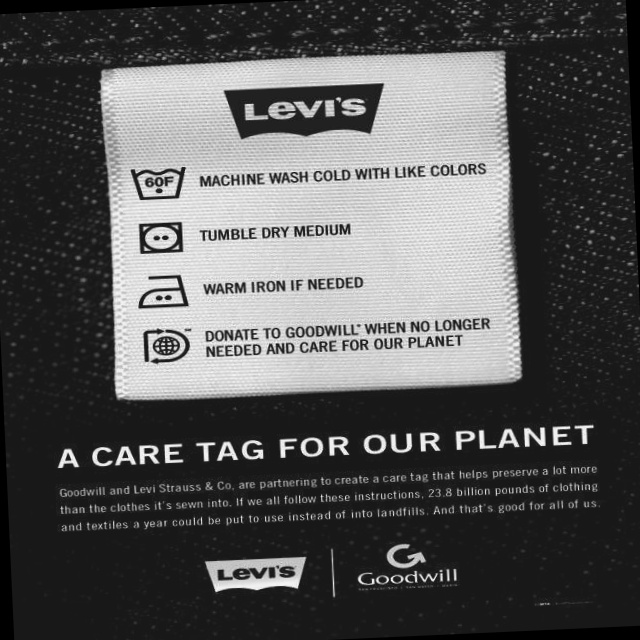 Levi's
60F
MACHINE WASH COLD WITH LIKE COLORS
TUMBLE DRY MEDIUM
WARM IRON IF NEEDED
DONATE TO GOODWILL® WHEN NO LONGER
NEEDED AND CARE FOR OUR PLANET
A CARE TAG FOR OUR PLANET
Goodwill and Levi Strauss & Co, are partnering to create a care tag that helps preserve a lot more
than the clothes it's sewn into. If we all follow these instructions, 23.8 billion pounds of clothing
and textiles a year could be put to use instead of into landfills. And that's good for all of us.
Levi's
Goodwill